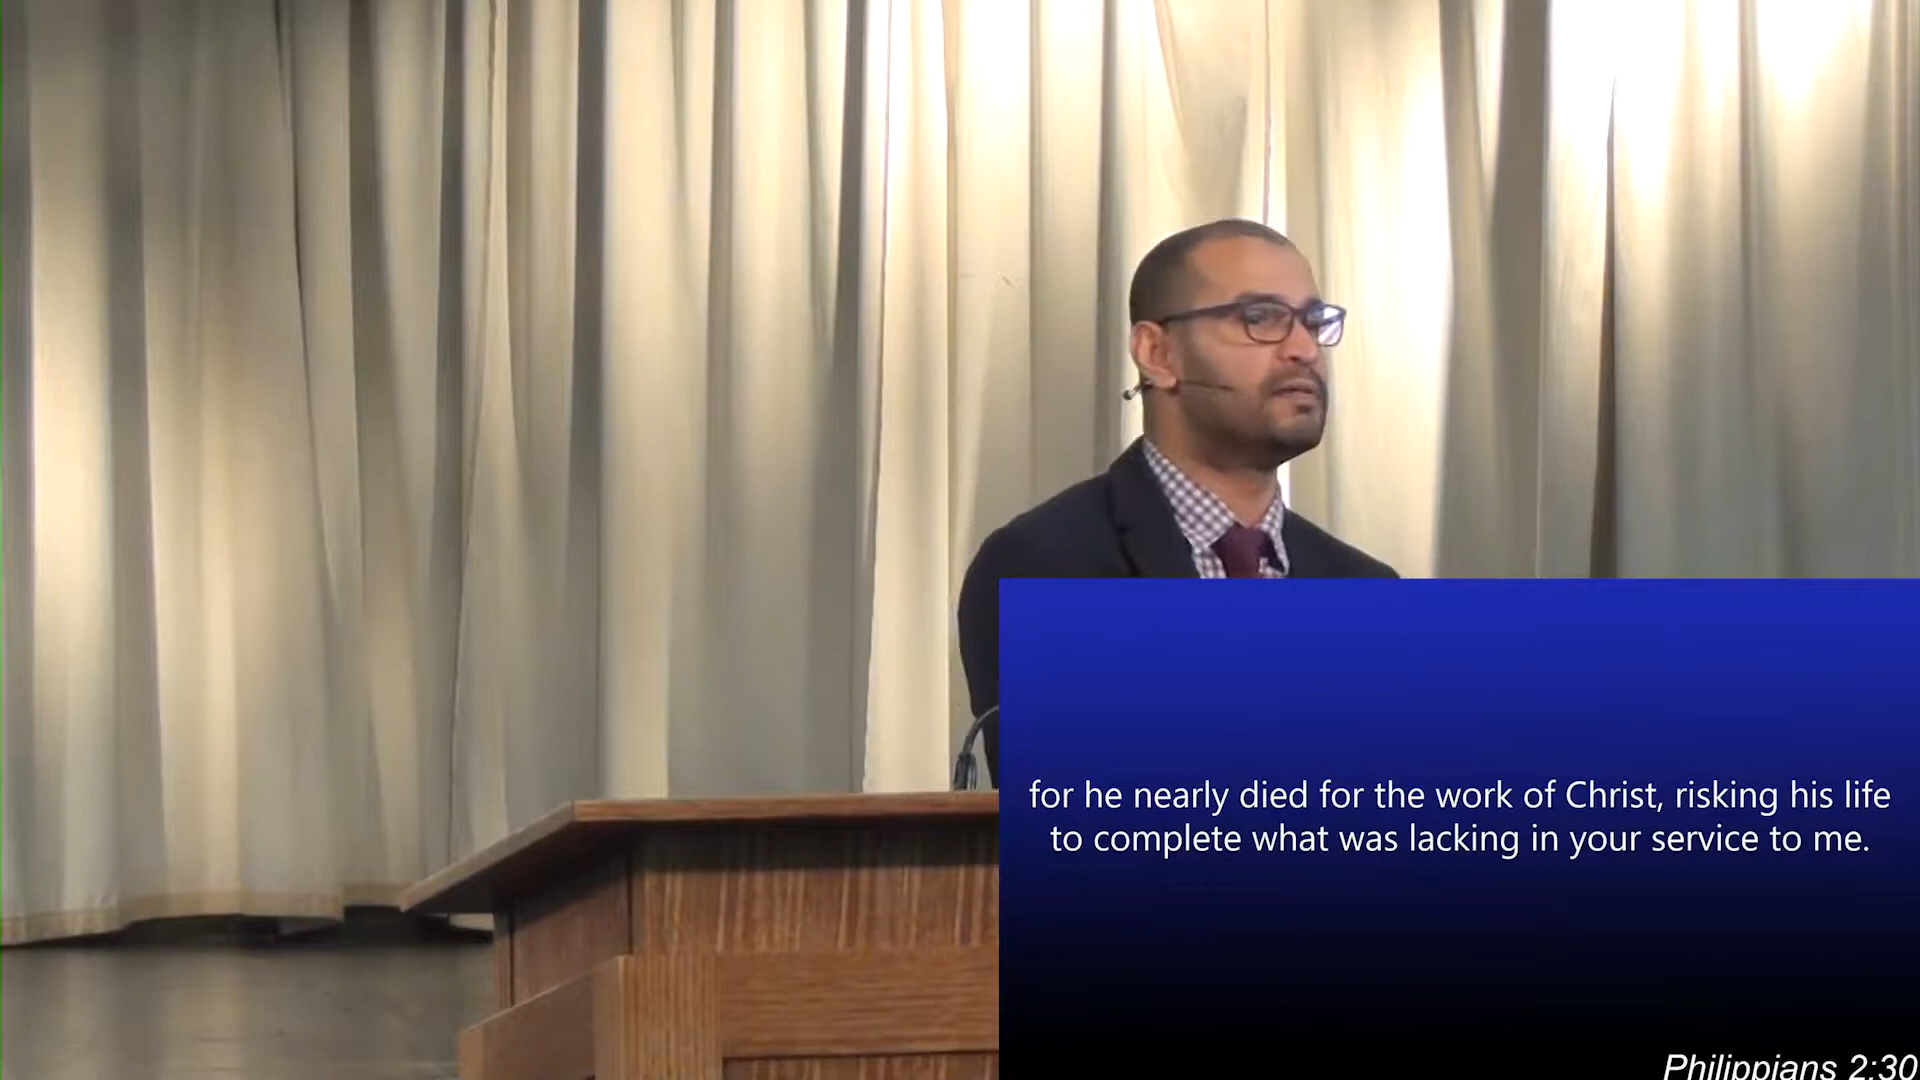 for he nearly died for the work of Christ, risking his life
to complete what was lacking in your service to me.
Philippians 2:30